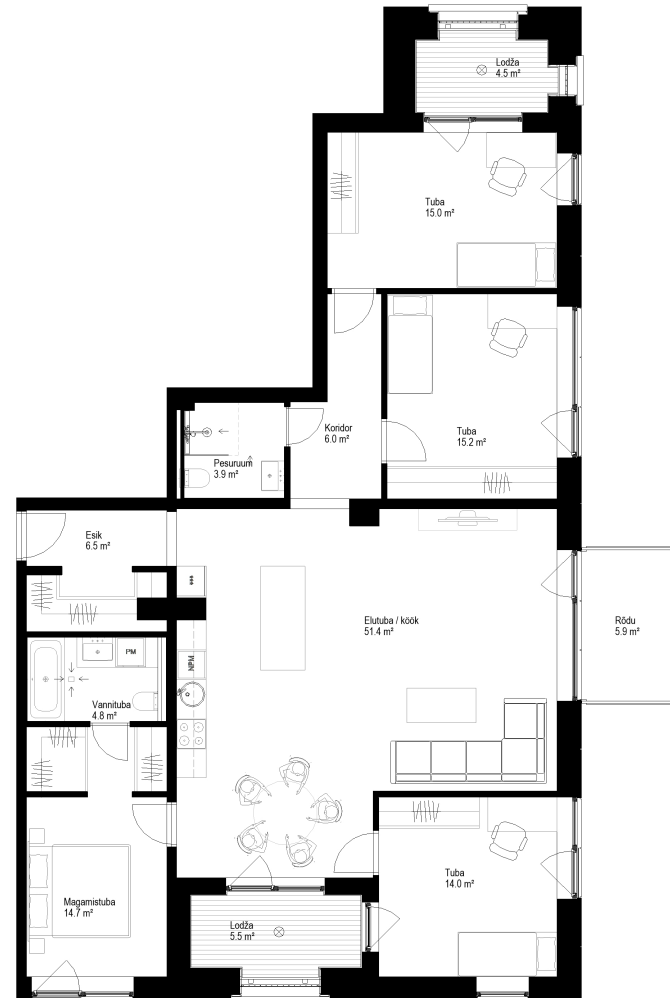 Lodža
4.5 m²
Tuba
15.0 m²
Tuba
15.2 m²
Koridor
6.0 m²
Pesuruum
3.9 m²
Esik
6.5 m²
Elutuba / köök
51.4 m²
Rõdu
5.9 m²
PM
NPM
Vannituba
4.8 m²
Tuba
14.0 m²
Magamistuba
14.7 m²
Lodža
5.5 m²